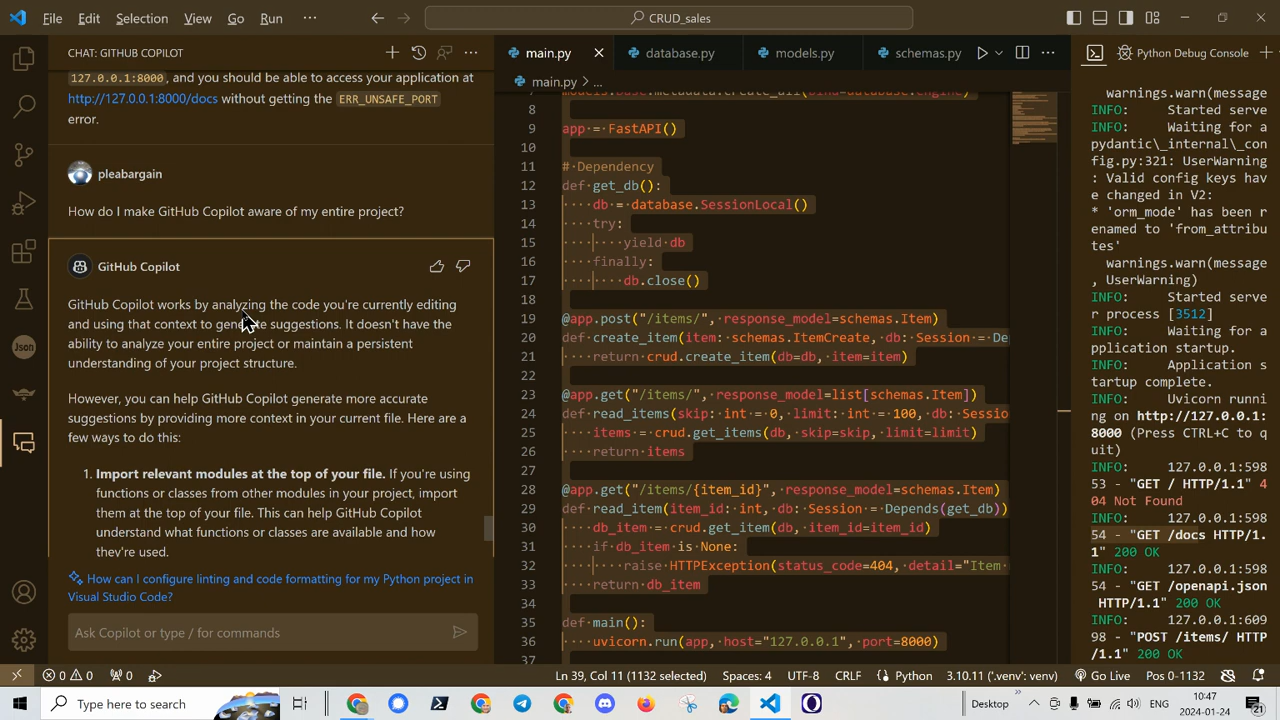 File Edit Selection View Go Run ··· CRUD_sales
CHAT: GITHUB COPILOT
127.0.0.1:8000, and you should be able to access your application at
http://127.0.0.1:8000/docs without getting the ERR_UNSAFE_PORT
error.
pleabargain
How do I make GitHub Copilot aware of my entire project?
GitHub Copilot
GitHub Copilot works by analyzing the code you're currently editing
and using that context to generate suggestions. It doesn't have the
ability to analyze your entire project or maintain a persistent
understanding of your project structure.
However, you can help GitHub Copilot generate more accurate
suggestions by providing more context in your current file. Here are a
few ways to do this:
1. Import relevant modules at the top of your file. If you're using
functions or classes from other modules in your project, import
them at the top of your file. This can help GitHub Copilot
understand what functions or classes are available and how
they're used.
How can I configure linting and code formatting for my Python project in
Visual Studio Code?
Ask Copilot or type / for commands
Json
main.py database.py models.py schemas.py
main.py > ...
models.Base.metadata.create_all(bind=database.engine)
8
9 app = FastAPI()
10
11 # Dependency
12 def get_db():
13 db = database.SessionLocal()
14 try:
15 yield db
16 finally:
17 db.close()
18
19 @app.post("/items/", response_model=schemas.Item)
20 def create_item(item: schemas.ItemCreate, db: Session = De
21 return crud.create_item(db=db, item=item)
22
23 @app.get("/items/", response_model=list[schemas.Item])
24 def read_items(skip: int = 0, limit: int = 100, db: Sessio
25 items = crud.get_items(db, skip=skip, limit=limit)
26 return items
27
28 @app.get("/items/{item_id}", response_model=schemas.Item)
29 def read_item(item_id: int, db: Session = Depends(get_db))
30 db_item = crud.get_item(db, item_id=item_id)
31 if db_item is None:
32 raise HTTPException(status_code=404, detail="Item
33 return db_item
34
35 def main():
36 uvicorn.run(app, host="127.0.0.1", port=8000)
37
Python Debug Console
warnings.warn(message
INFO: Started serve
INFO: Waiting for a
pydantic\_internal\_con
fig.py:321: UserWarning
: Valid config keys have
changed in V2:
* 'orm_mode' has been r
enamed to 'from_attribu
tes'
warnings.warn(message
, UserWarning)
INFO: Started serve
r process [3512]
INFO: Waiting for a
pplication startup.
INFO: Application s
tartup complete.
INFO: Uvicorn runni
ng on http://127.0.0.1:
8000 (Press CTRL+C to q
uit)
INFO: 127.0.0.1:598
53 - "GET / HTTP/1.1" 4
04 Not Found
INFO: 127.0.0.1:598
54 - "GET /docs HTTP/1.
1" 200 OK
INFO: 127.0.0.1:598
54 - "GET /openapi.json
HTTP/1.1" 200 OK
INFO: 127.0.0.1:609
98 - "POST /items/ HTTP
/1.1" 200 OK
0 0 0 Ln 39, Col 11 (1132 selected) Spaces: 4 UTF-8 CRLF Python 3.10.11 ('.venv': venv) Go Live Prettier
Type here to search Desktop ENG 10:47
2024-01-24 21